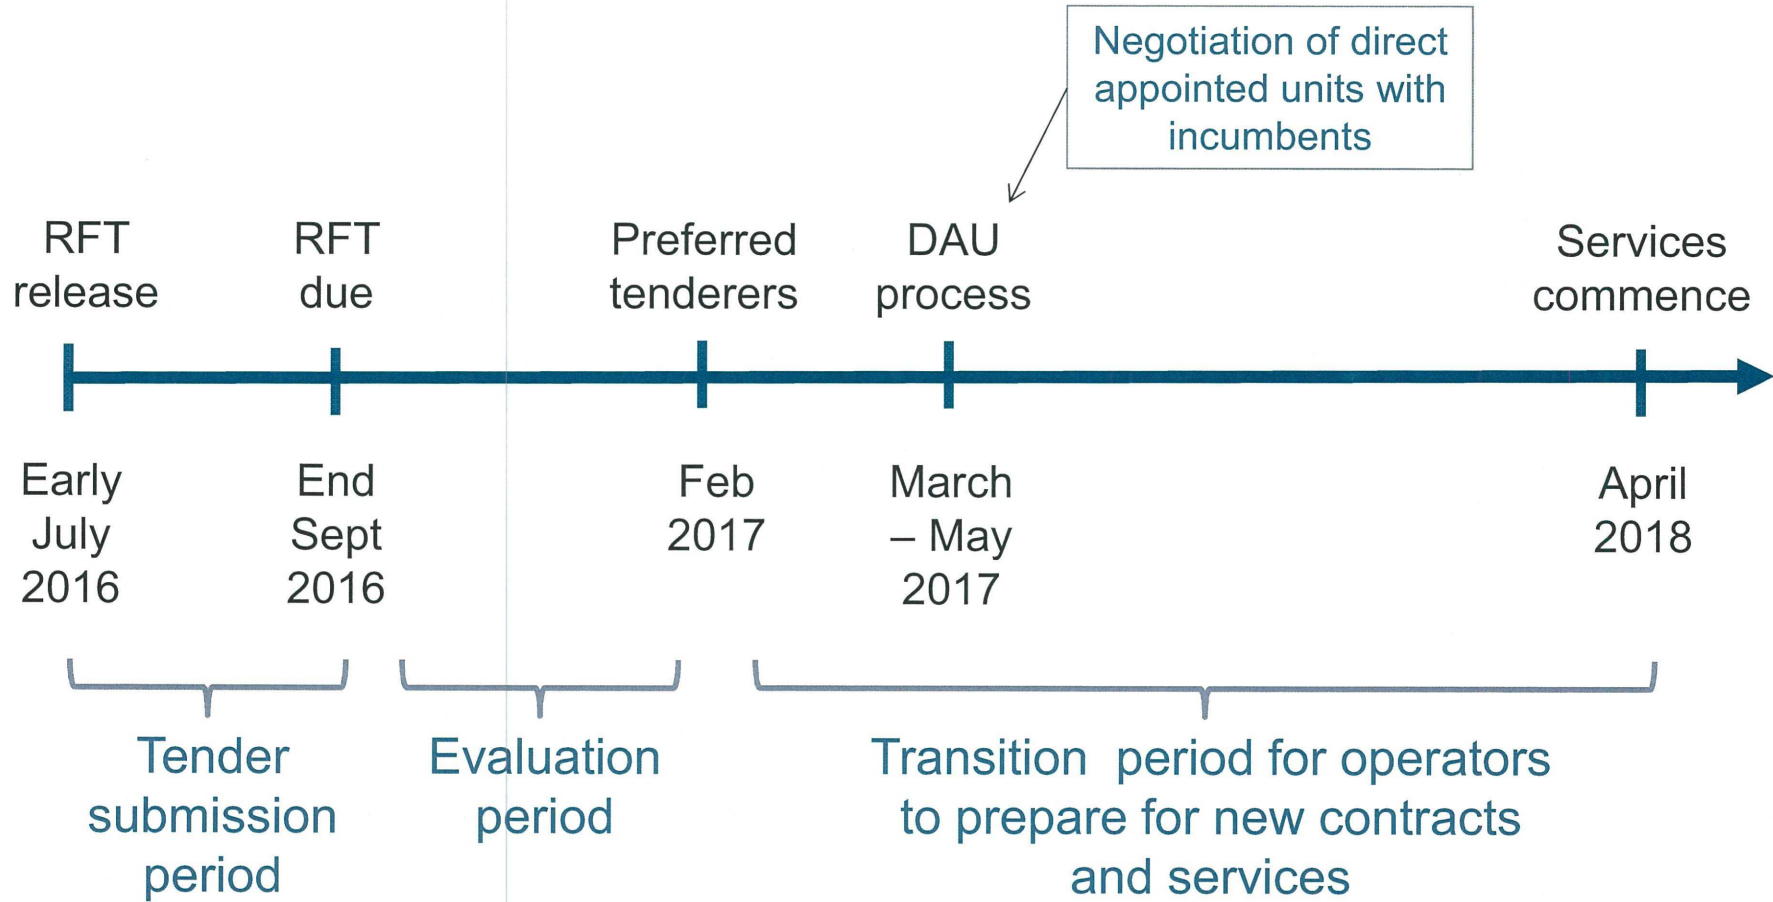 Negotiation of direct
appointed units with
incumbents
RFT
release
RFT
due
Preferred
tenderers
DAU
process
Services
commence
Early
July
2016
End
Sept
2016
Feb
2017
March
– May
2017
April
2018
Tender
submission
period
Evaluation
period
Transition period for operators
to prepare for new contracts
and services